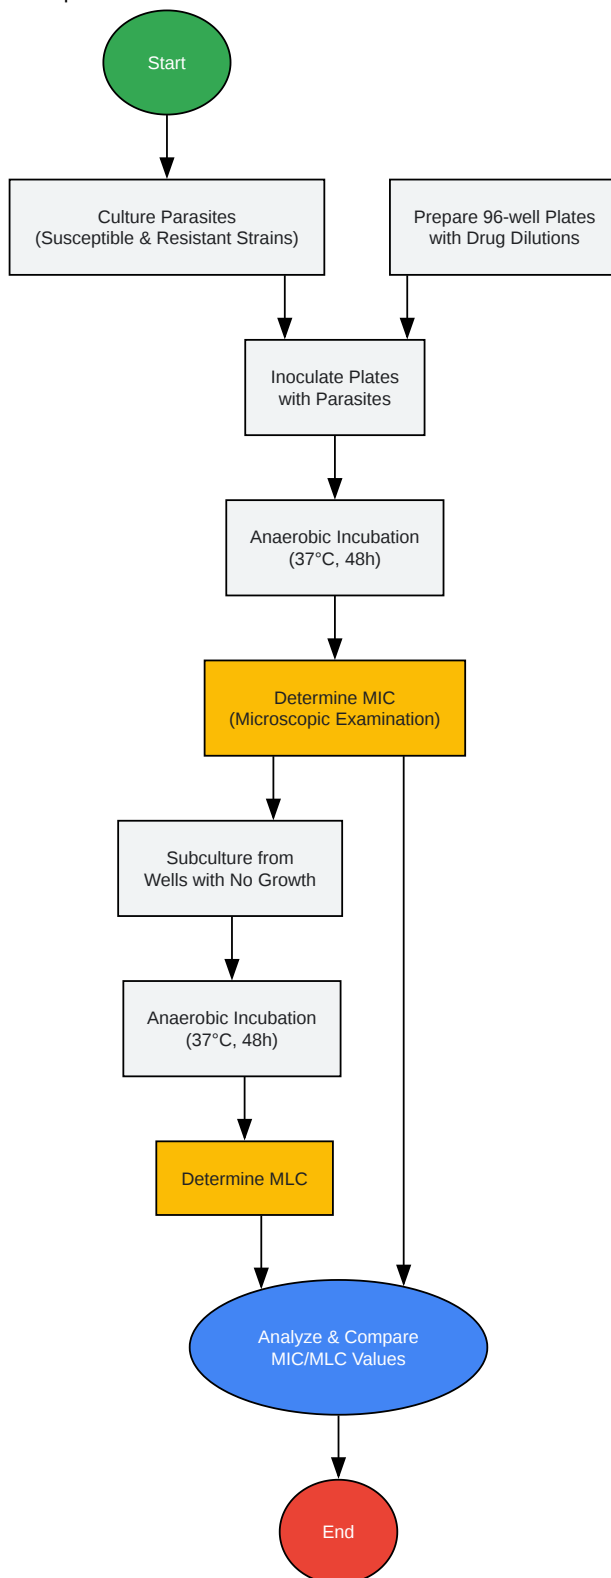 Start
Culture Parasites
(Susceptible & Resistant Strains)
Prepare 96-well Plates
with Drug Dilutions
Inoculate Plates
with Parasites
Anaerobic Incubation
(37°C, 48h)
Determine MIC
(Microscopic Examination)
Subculture from
Wells with No Growth
Anaerobic Incubation
(37°C, 48h)
Determine MLC
Analyze & Compare
MIC/MLC Values
End